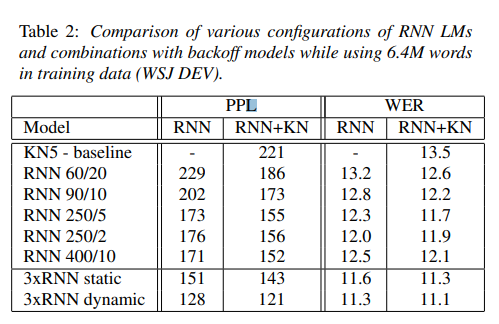 Table 2: Comparison of various configurations of RNN LMs
and combinations with backoff models while using 6.4M words
in training data (WSJ DEV).
PPL WER
Model RNN RNN+KN RNN RNN+KN
KN5 - baseline - 221 - 13.5
RNN 60/20 229 186 13.2 12.6
RNN 90/10 202 173 12.8 12.2
RNN 250/5 173 155 12.3 11.7
RNN 250/2 176 156 12.0 11.9
RNN 400/10 171 152 12.5 12.1
3xRNN static 151 143 11.6 11.3
3xRNN dynamic 128 121 11.3 11.1